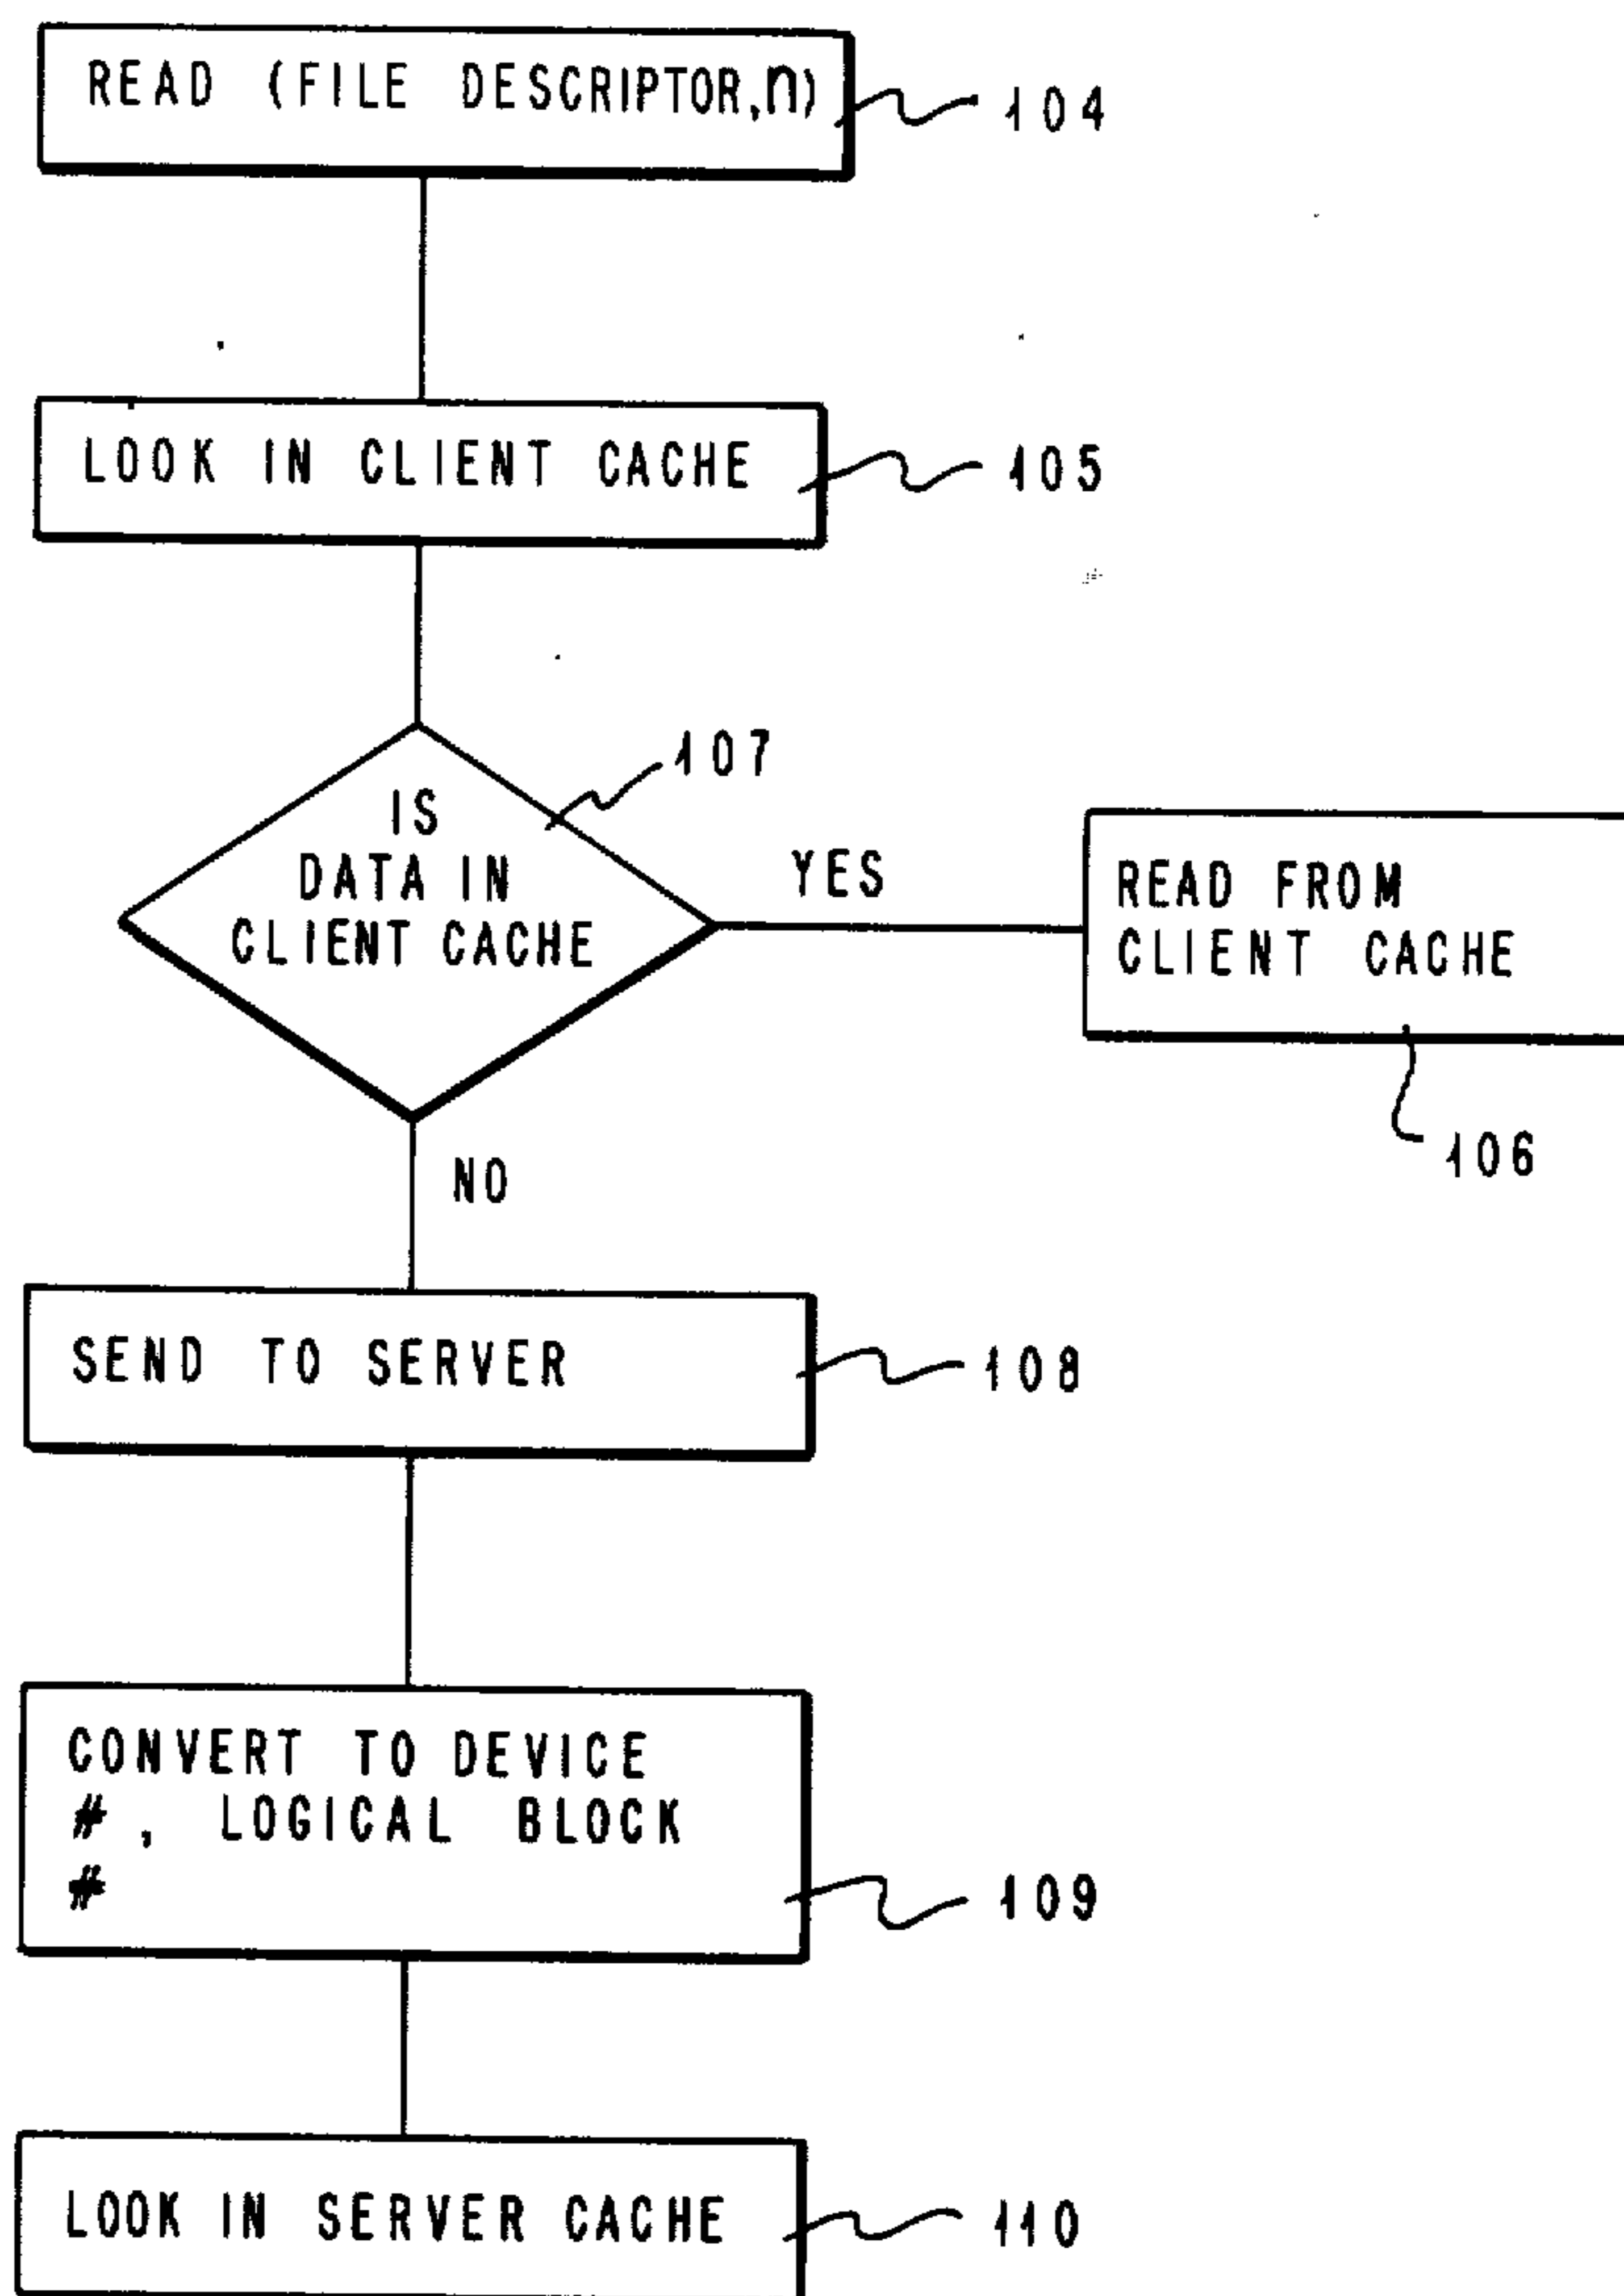 READ (FILE DESCRIPTOR,n)
104
LOOK IN CLIENT CACHE
105
107
IS
DATA IN
CLIENT CACHE
YES
READ FROM
CLIENT CACHE
106
NO
SEND TO SERVER
108
CONVERT TO DEVICE
#, LOGICAL BLOCK
#
109
LOOK IN SERVER CACHE
110